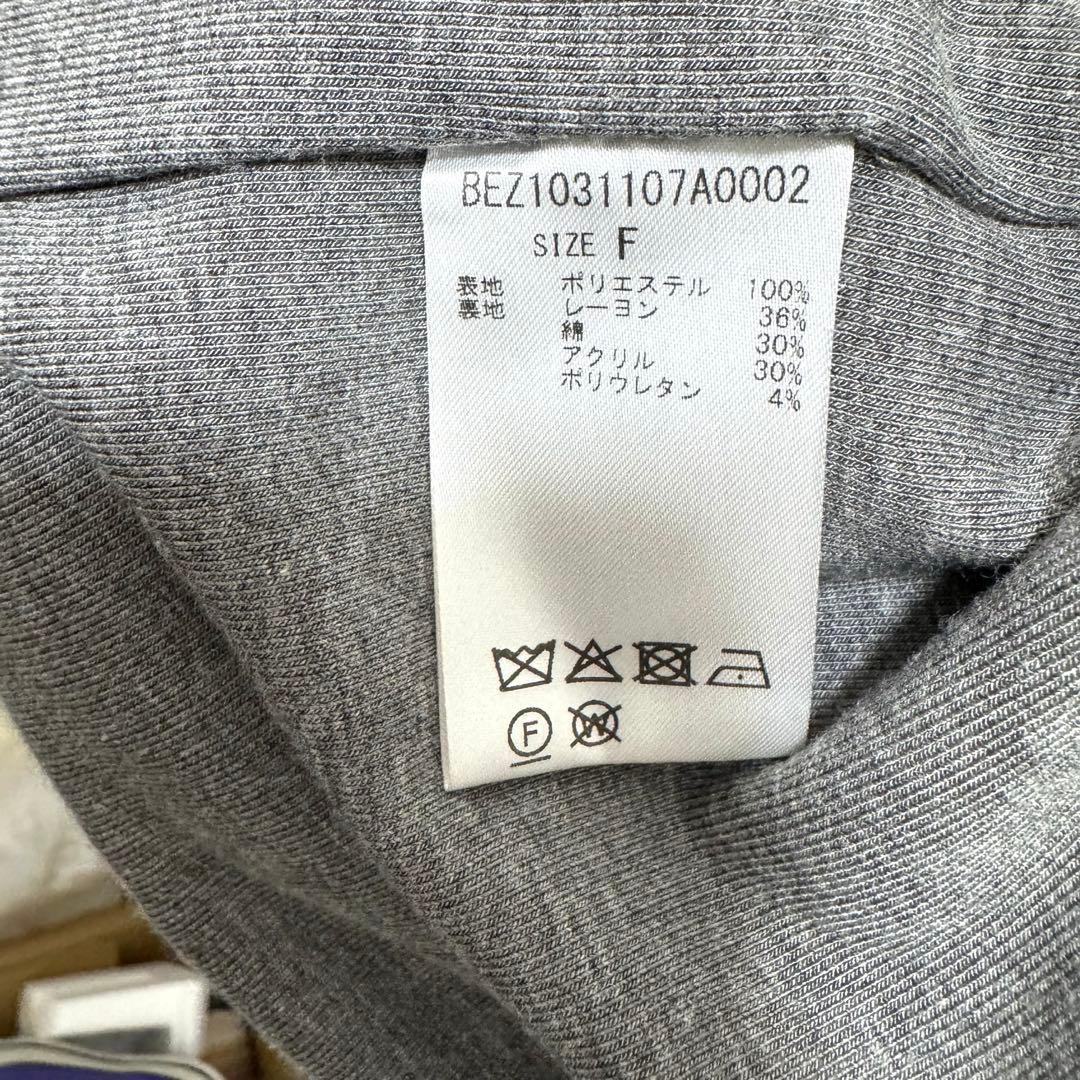 BEZ1031107A0002
SIZE F
表地 ポリエステル 100%
裏地 レーヨン 36%
綿 30%
アクリル 30%
ポリウレタン 4%
F W